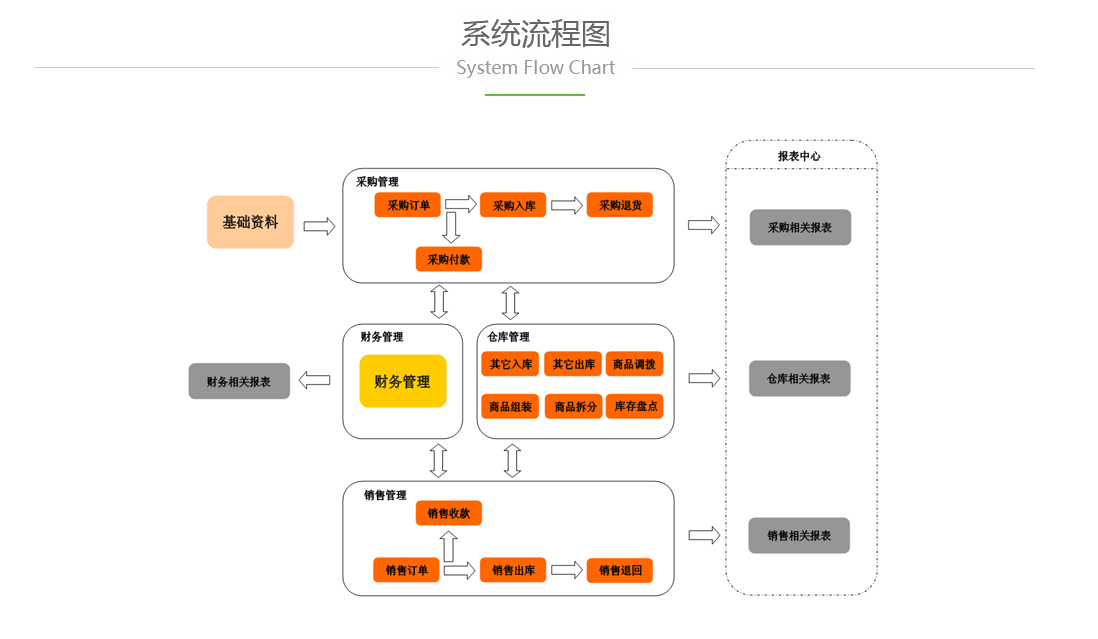 系统流程图
System Flow Chart
报表中心
采购管理
采购订单
采购入库
采购退货
基础资料
采购相关报表
采购付款
财务管理
仓库管理
其它入库
其它出库
商品调拨
财务管理
财务相关报表
仓库相关报表
商品组装
商品拆分
库存盘点
销售管理
销售收款
销售相关报表
销售订单
销售出库
销售退回